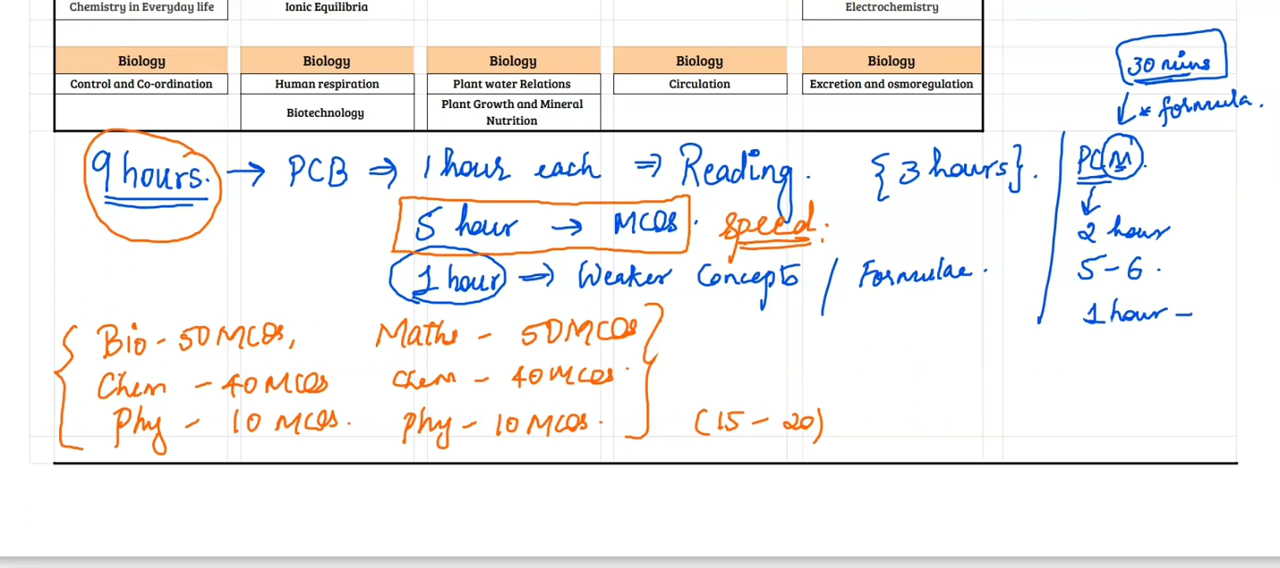 Chemistry in Everyday life
Ionic Equilibria
Electrochemistry
Biology
Biology
Biology
Biology
Biology
Control and Co-ordination
Human respiration
Plant water Relations
Circulation
Excretion and osmoregulation
Biotechnology
Plant Growth and Mineral
Nutrition
30 mins
↓ * formula.
9 hours. → PCB ⇒ 1 hour each ⇒ Reading. {3 hours}.
5 hour → MCQs. speed.
1 hour ⇒ Weaker Concepts / Formulae.
PCM.
↓
2 hour
5-6.
1 hour -
Bio - 50 MCQs, Maths - 50 MCQs
Chem - 40 MCQs Chem - 40 MCQs.
Phy - 10 MCQs. Phy - 10 MCQs. (15 - 20)